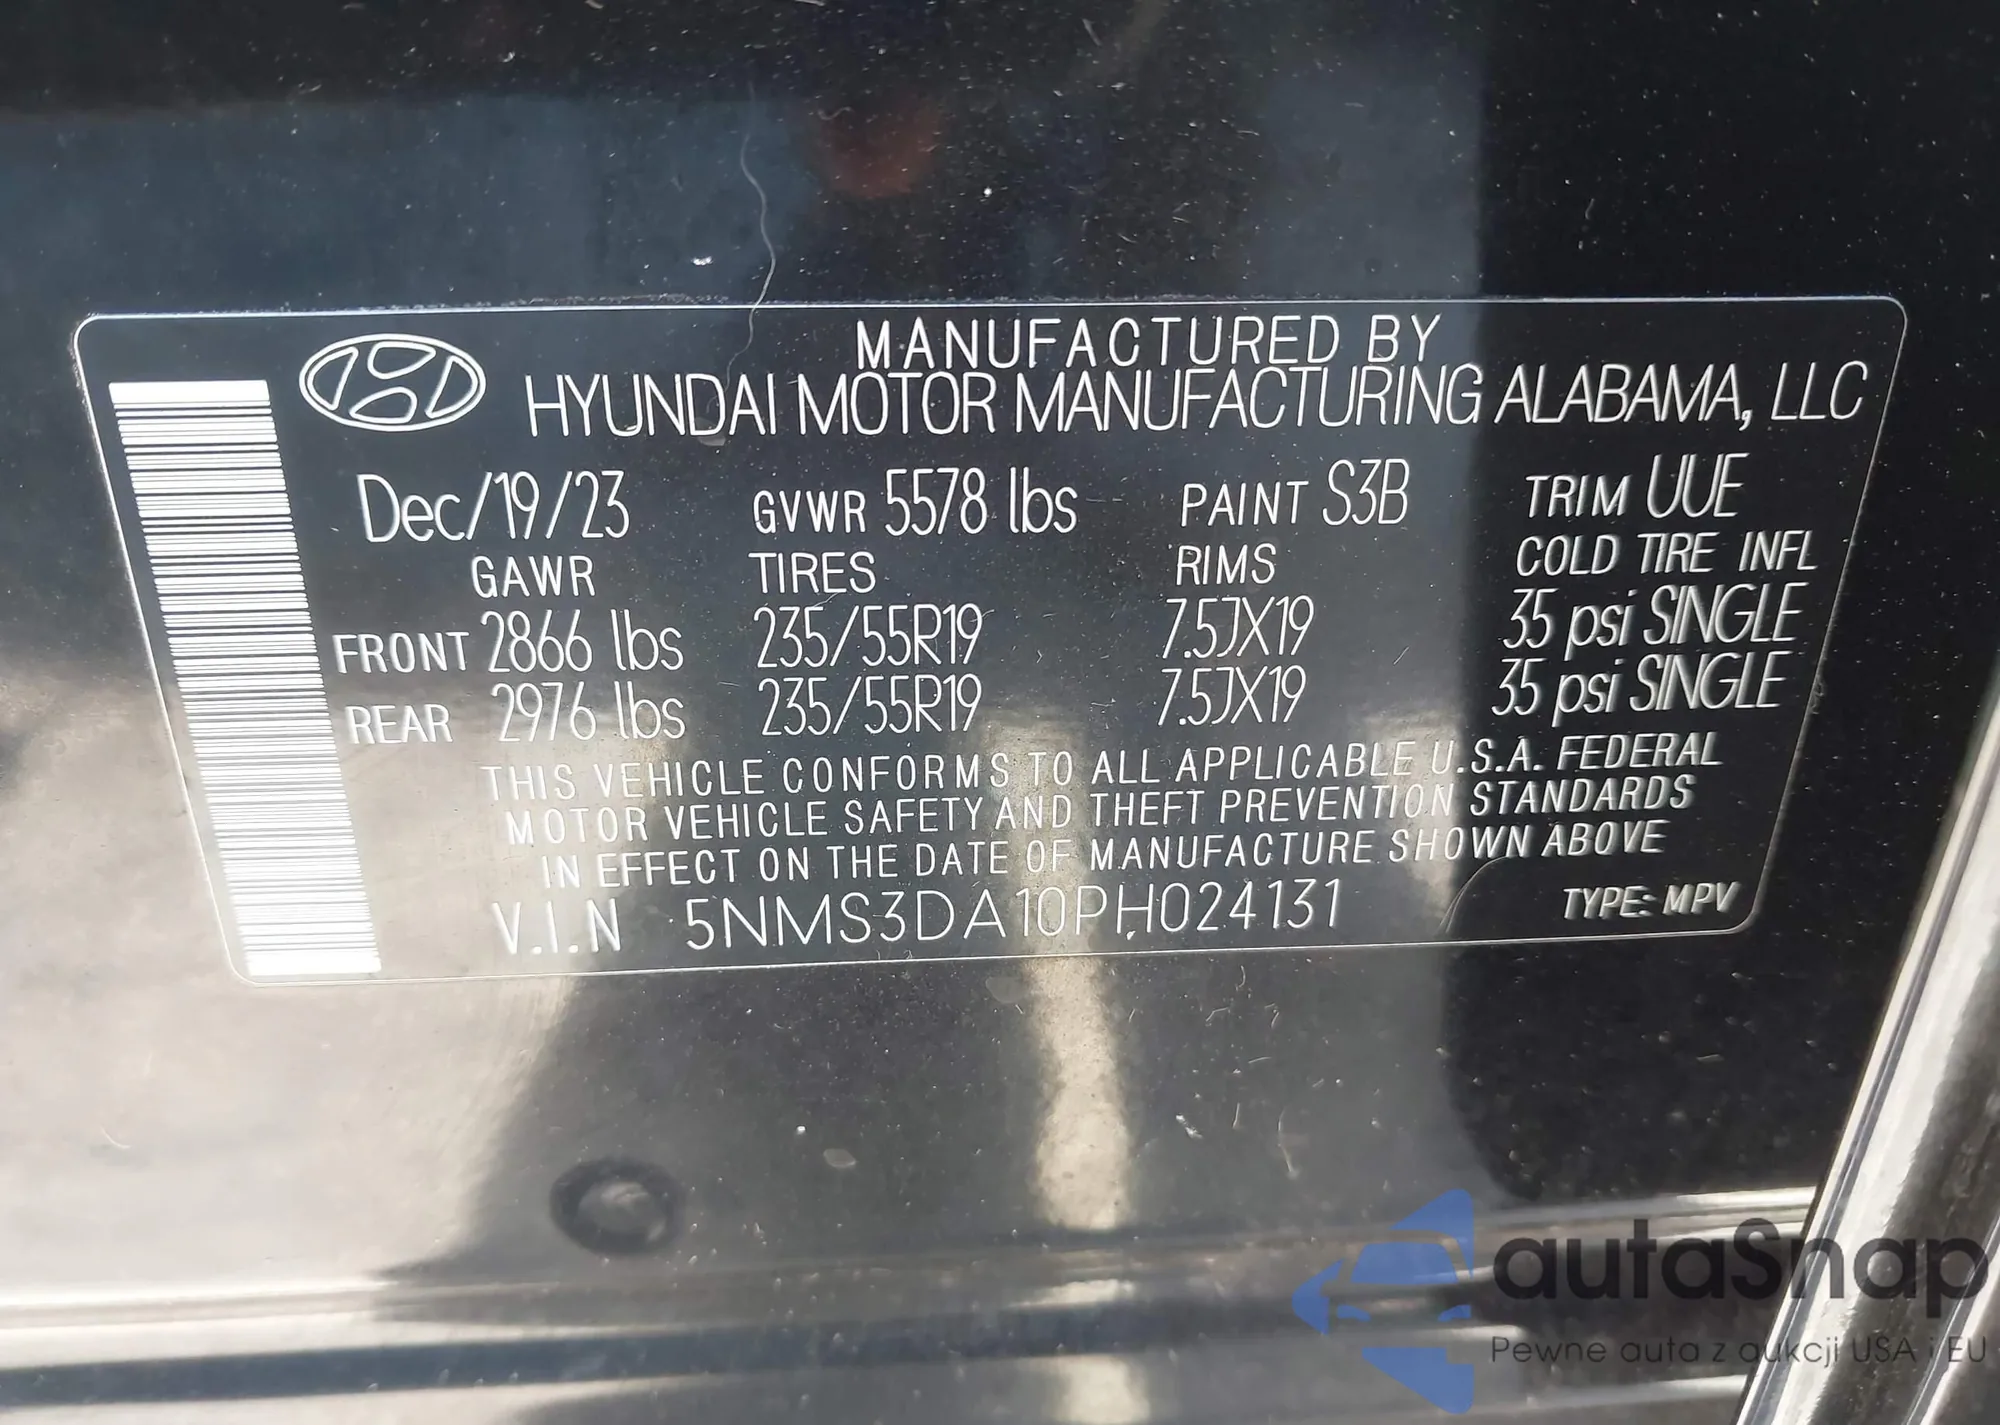 MANUFACTURED BY
HYUNDAI MOTOR MANUFACTURING ALABAMA, LLC
Dec/19/23 GVWR 5578 lbs PAINT S3B TRIM UUE
GAWR TIRES RIMS COLD TIRE INFL
FRONT 2866 lbs 235/55R19 7.5JX19 35 psi SINGLE
REAR 2976 lbs 235/55R19 7.5JX19 35 psi SINGLE
THIS VEHICLE CONFORMS TO ALL APPLICABLE U.S.A. FEDERAL
MOTOR VEHICLE SAFETY AND THEFT PREVENTION STANDARDS
IN EFFECT ON THE DATE OF MANUFACTURE SHOWN ABOVE
V.I.N 5NMS3DA10PH024131 TYPE: MPV
autaSnap
Pewne auta z aukcji USA i EU